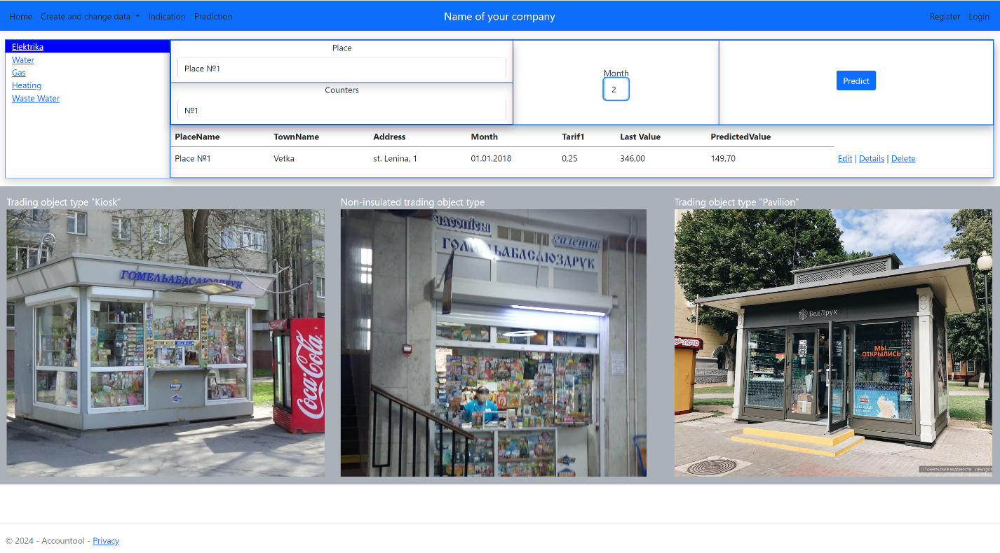 Home Create and change data Indication Prediction Name of your company Register Login
Elektrika
Water
Gas
Heating
Waste Water
Place
Place №1
Counters
№1
Month
2
Predict
PlaceName TownName Address Month Tarif1 Last Value PredictedValue
Place №1 Vetka st. Lenina, 1 01.01.2018 0,25 346,00 149,70 Edit | Details | Delete
Trading object type "Kiosk"
Non-insulated trading object type
Trading object type "Pavilion"
ГОМЕЛЬАБАСАЮЗДРУК
Coca-Cola
часопісы
газеты
ГОМЕЛЬАБАСАЮЗДРУК
БелДрук
ЛОТО
МЫ
ОТКРЫЛИСЬ
©Гомельские ведомости newsgom
© 2024 - Accountool - Privacy